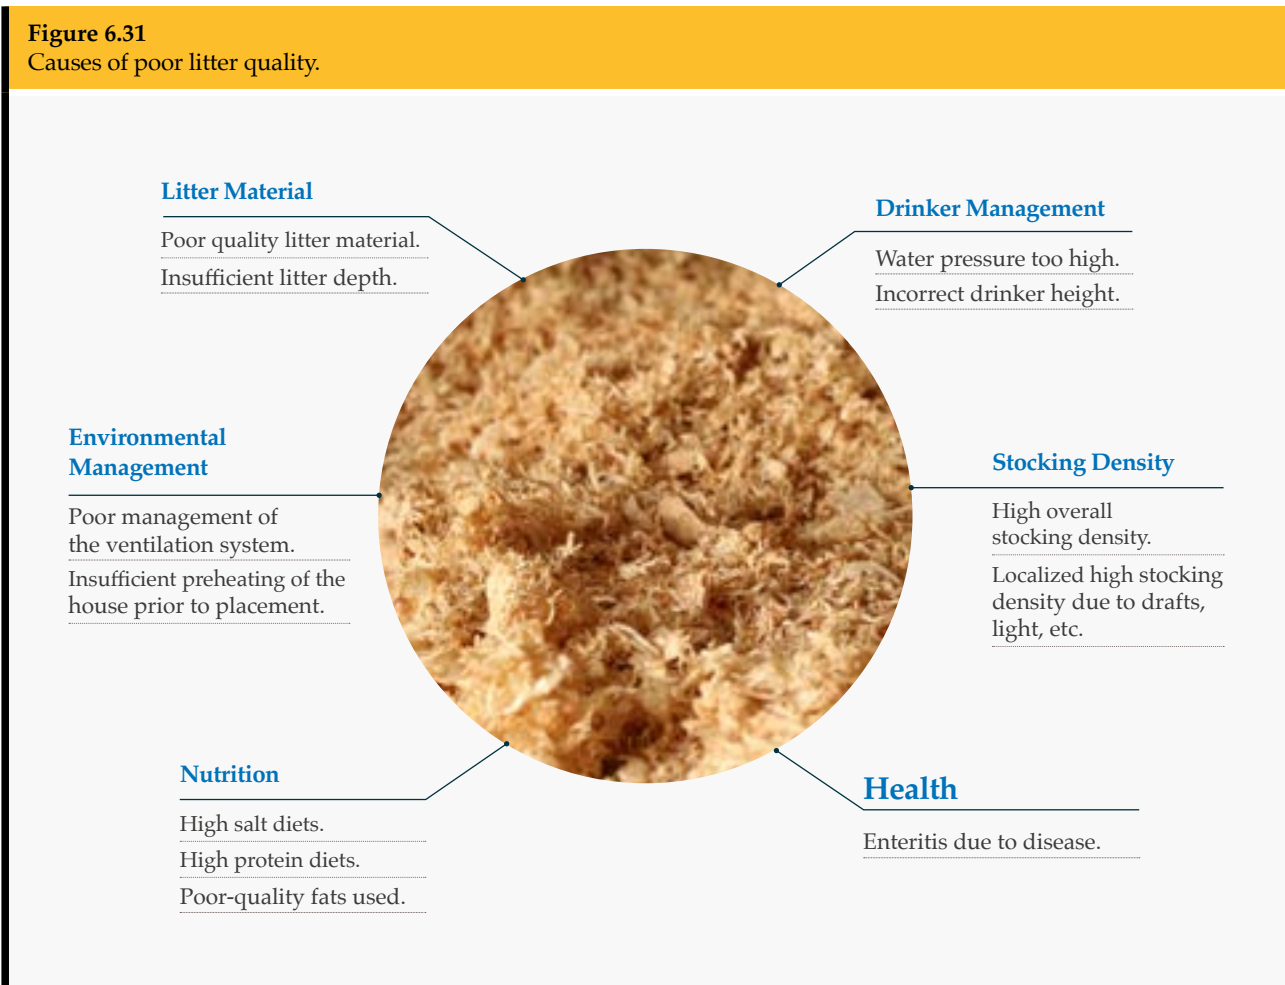 Figure 6.31
Causes of poor litter quality.
Litter Material
Poor quality litter material.
Insufficient litter depth.
Drinker Management
Water pressure too high.
Incorrect drinker height.
Environmental
Management
Poor management of
the ventilation system.
Insufficient preheating of the
house prior to placement.
Stocking Density
High overall
stocking density.
Localized high stocking
density due to drafts,
light, etc.
Nutrition
High salt diets.
High protein diets.
Poor-quality fats used.
Health
Enteritis due to disease.